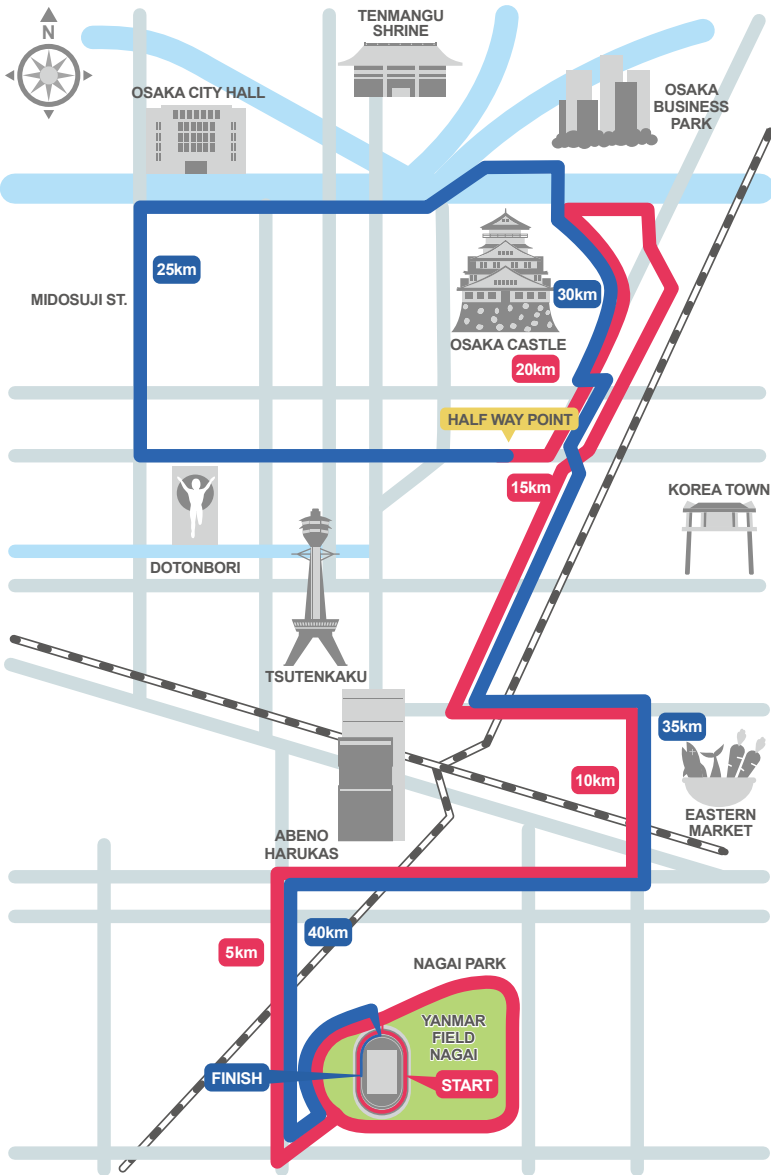 N
TENMANGU
SHRINE
OSAKA CITY HALL
OSAKA
BUSINESS
PARK
25km
MIDOSUJI ST.
30km
OSAKA CASTLE
20km
HALF WAY POINT
15km
KOREA TOWN
DOTONBORI
TSUTENKAKU
35km
10km
EASTERN
MARKET
ABENO
HARUKAS
40km
5km
NAGAI PARK
YANMAR
FIELD
NAGAI
FINISH
START